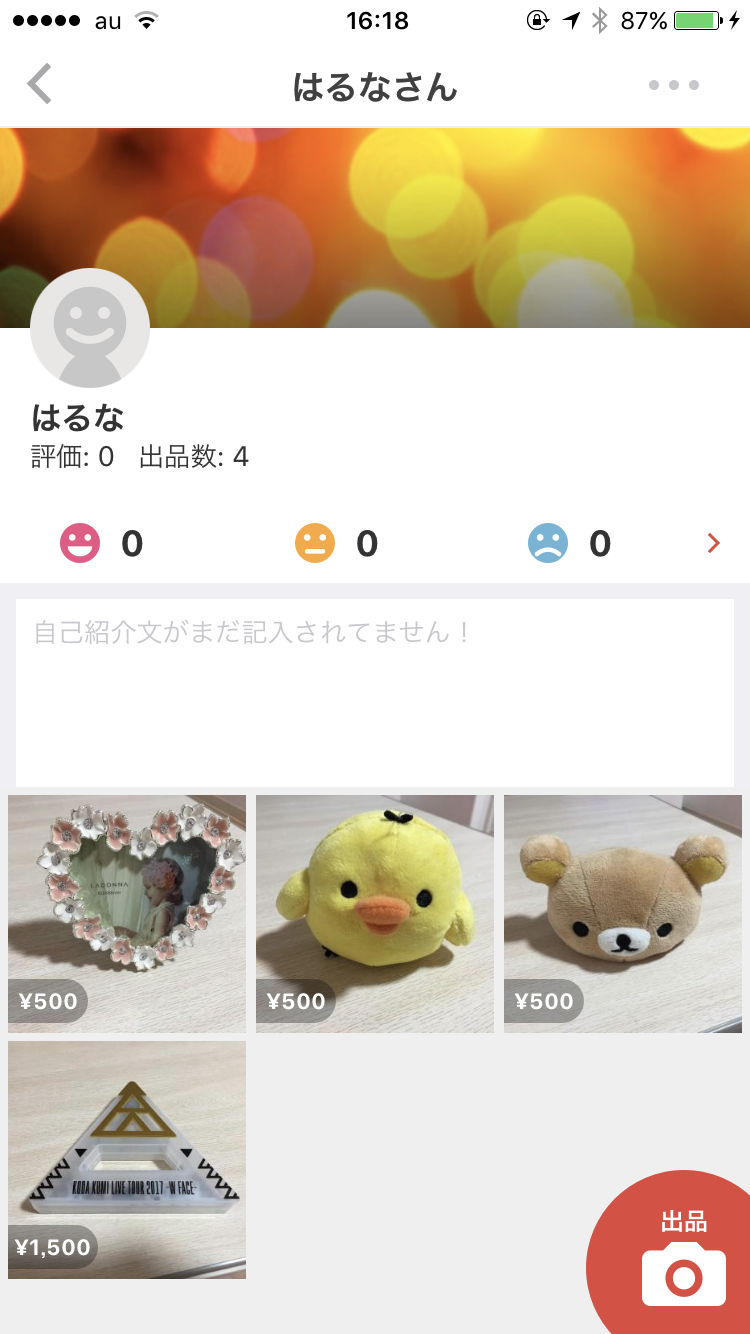 au 16:18 87%
はるなさん
はるな
評価: 0 出品数: 4
0 0 0
自己紹介文がまだ記入されてません！
LADONNA
¥500 ¥500 ¥500
KODA KUMI LIVE TOUR 2017 -W FACE-
¥1,500
出品